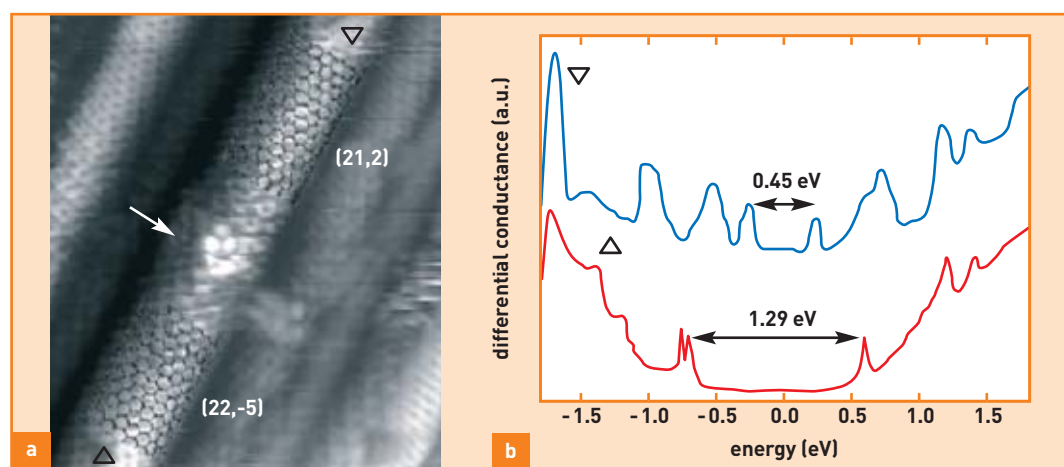 (21,2)
(22,-5)
a
differential conductance (a.u.)
0.45 eV
1.29 eV
-1.5 -1.0 -0.5 0.0 0.5 1.0 1.5
energy (eV)
b